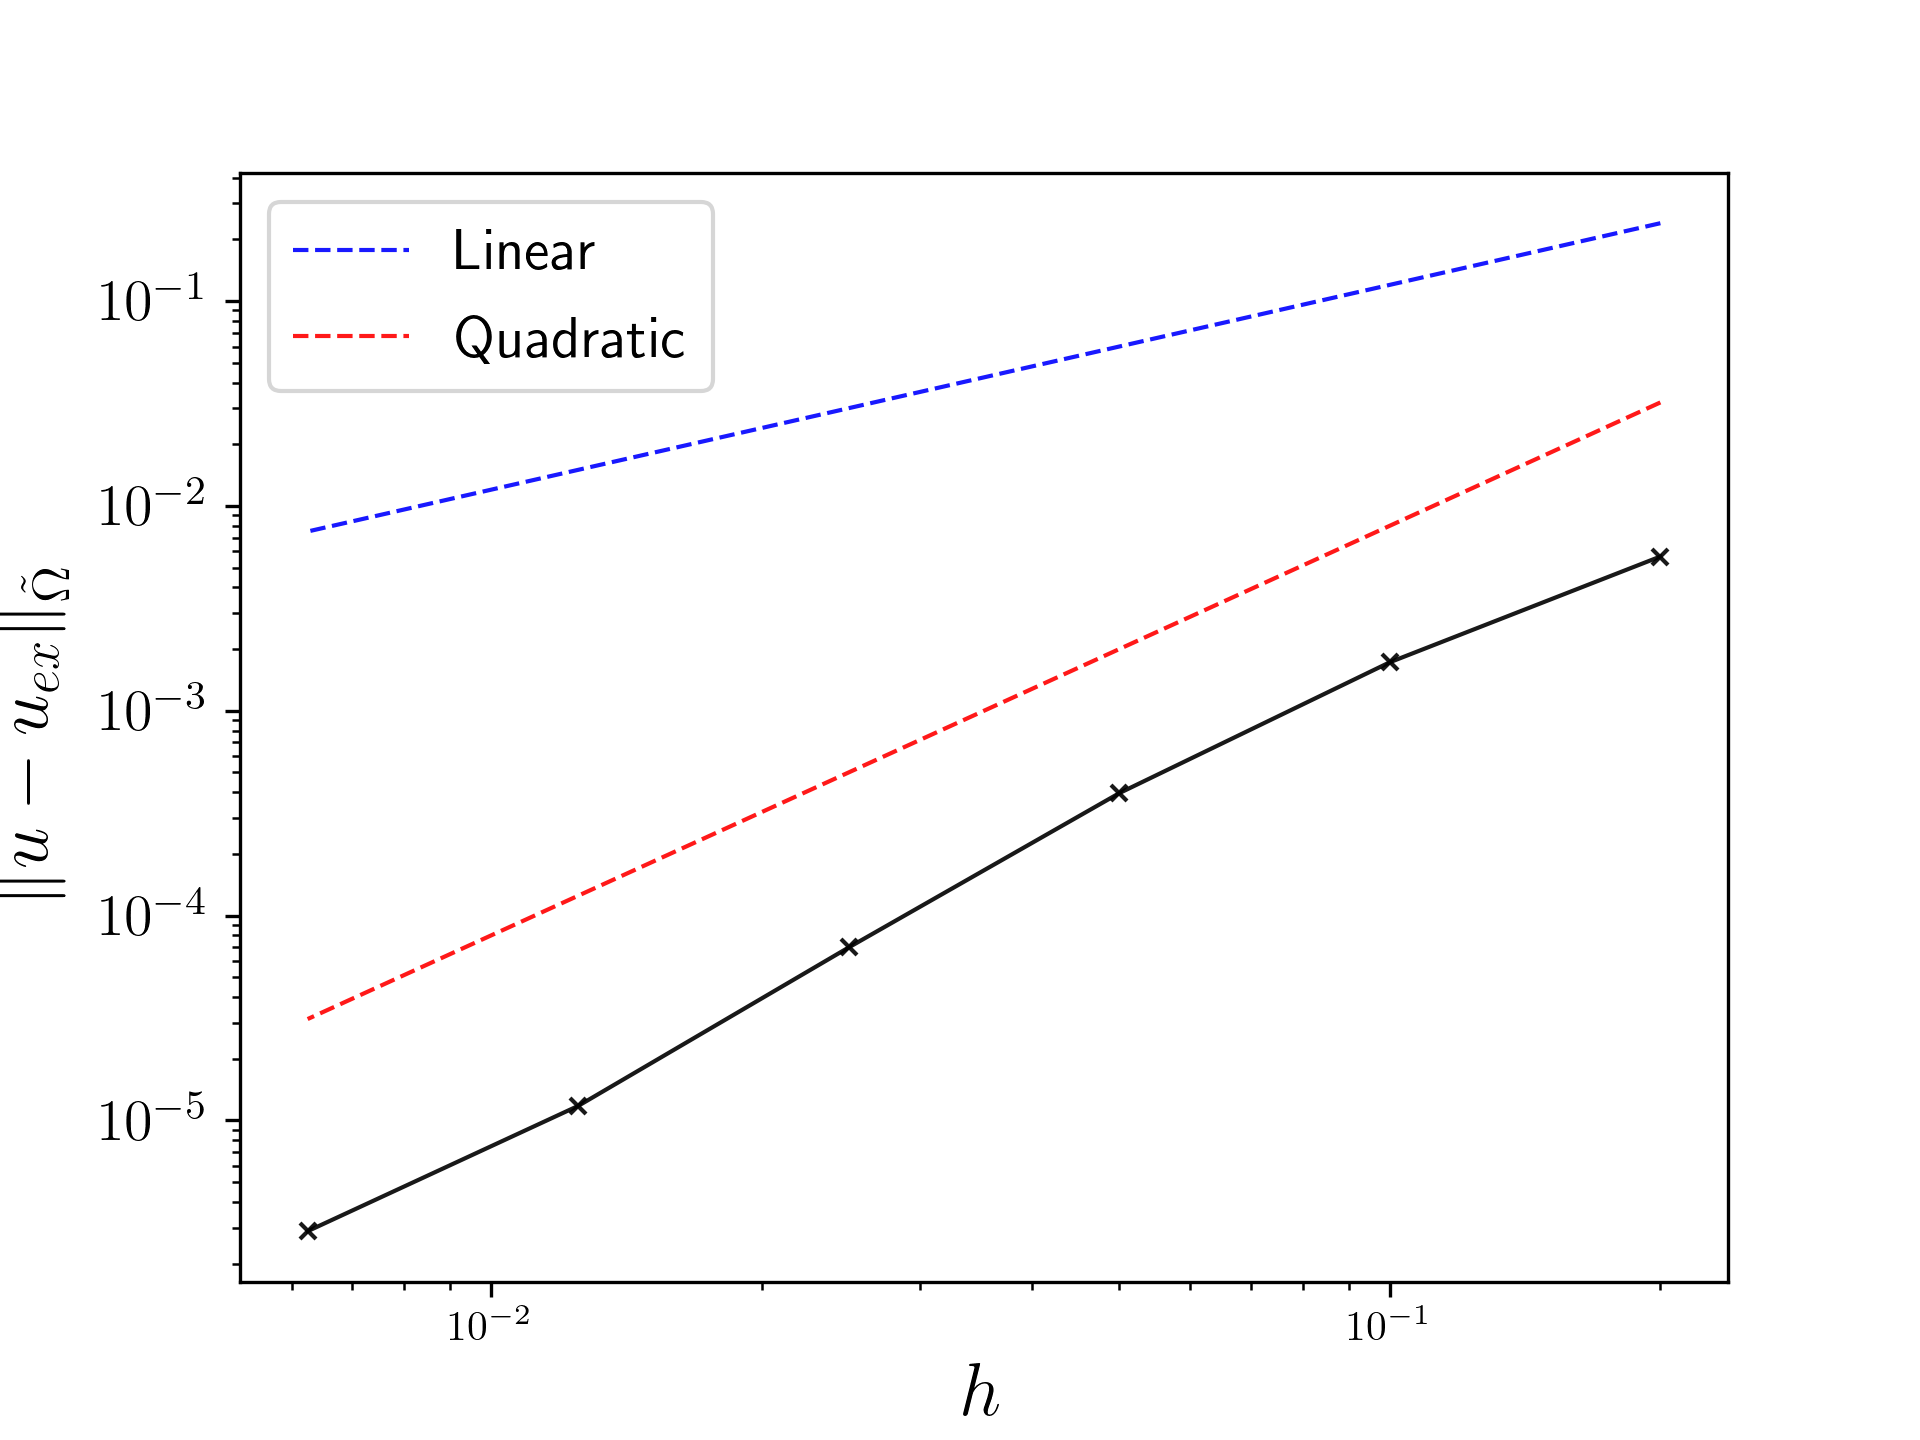 Linear
Quadratic
10⁻¹
10⁻²
10⁻³
10⁻⁴
10⁻⁵
‖u − u_{ex}‖_{Ω̃}
10⁻² 10⁻¹
h